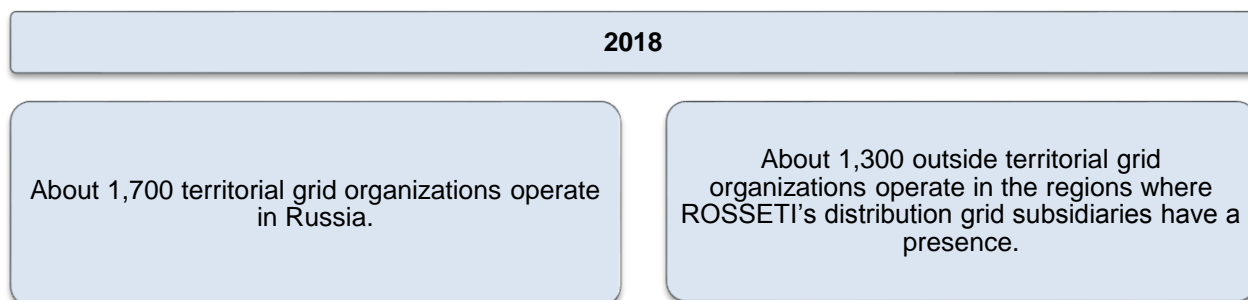 2018
About 1,700 territorial grid organizations operate
in Russia.
About 1,300 outside territorial grid
organizations operate in the regions where
ROSSETI’s distribution grid subsidiaries have a
presence.